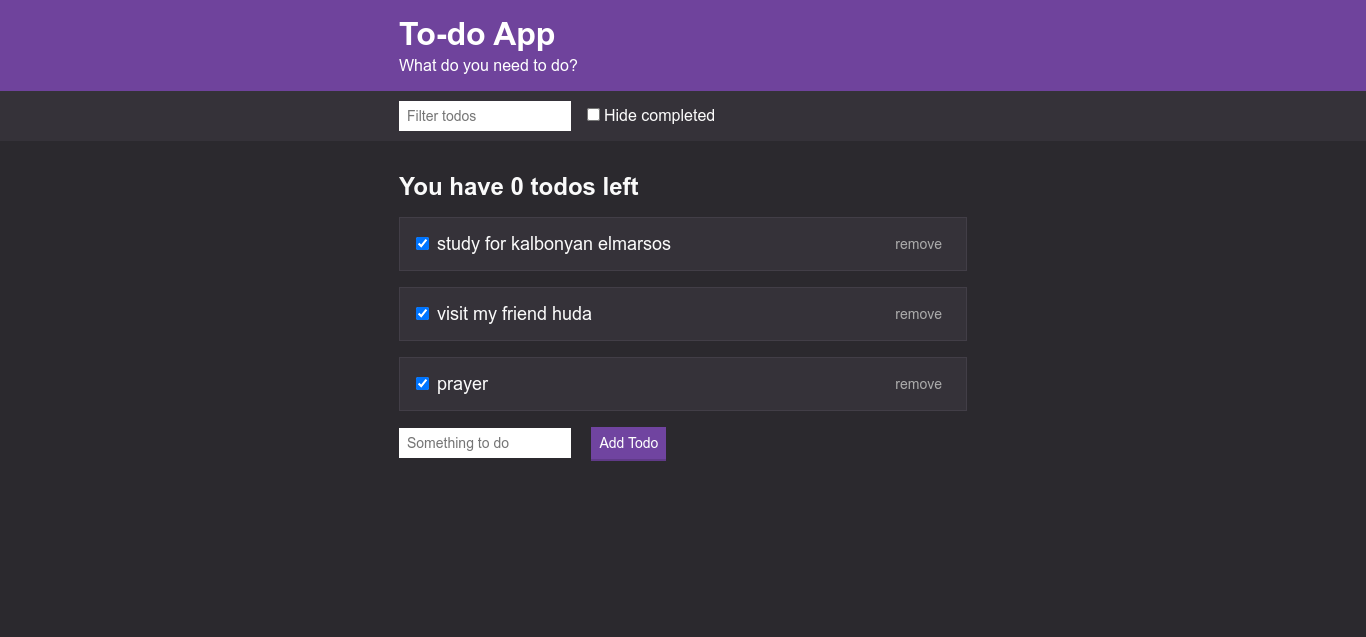 To-do App
What do you need to do?
Filter todos Hide completed
You have 0 todos left
study for kalbonyan elmarsos remove
visit my friend huda remove
prayer remove
Something to do Add Todo